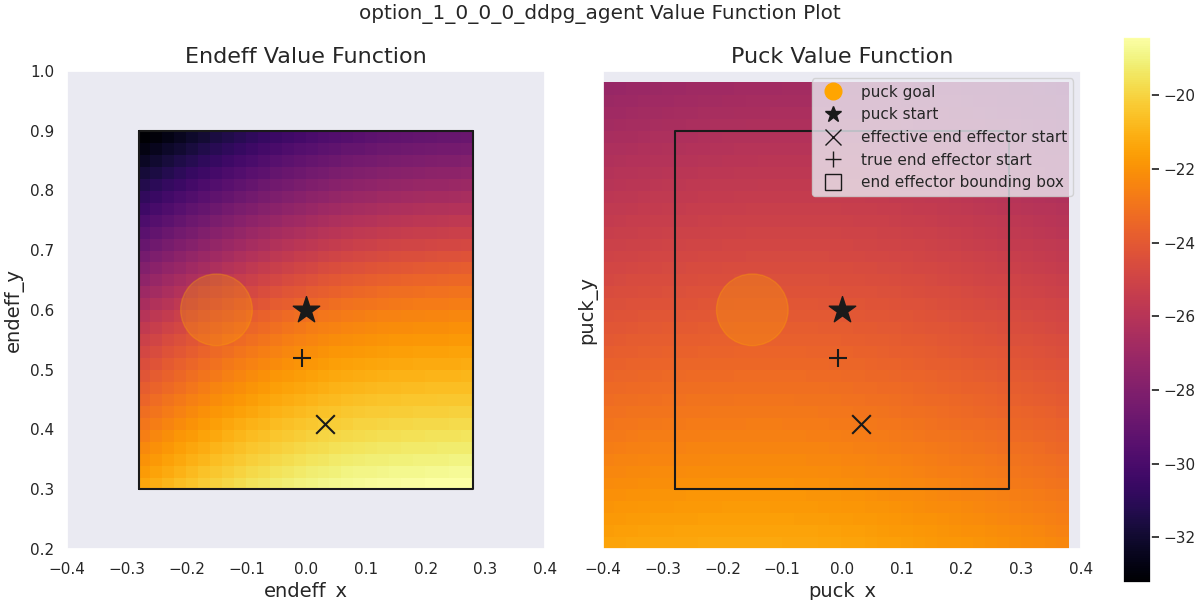 option_1_0_0_0_ddpg_agent Value Function Plot
Endeff Value Function
1.0
0.9
0.8
0.7
0.6
0.5
0.4
0.3
0.2
endeff_y
−0.4 −0.3 −0.2 −0.1 0.0 0.1 0.2 0.3 0.4
endeff_x
Puck Value Function
puck goal
puck start
effective end effector start
true end effector start
end effector bounding box
puck_y
−0.4 −0.3 −0.2 −0.1 0.0 0.1 0.2 0.3 0.4
puck_x
−20
−22
−24
−26
−28
−30
−32